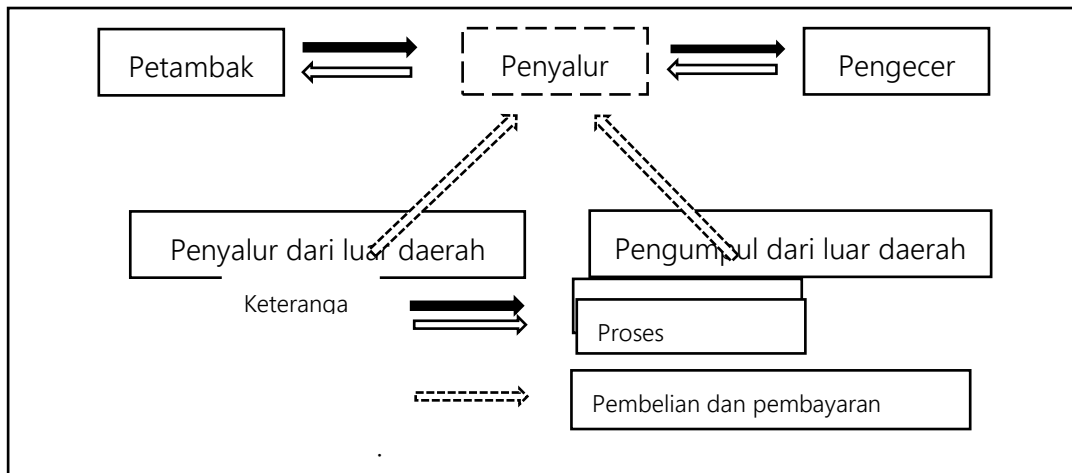 Petambak
Penyalur
Pengecer
Penyalur dari luar daerah
Pengumpul dari luar daerah
Keteranga
Proses
Pembelian dan pembayaran